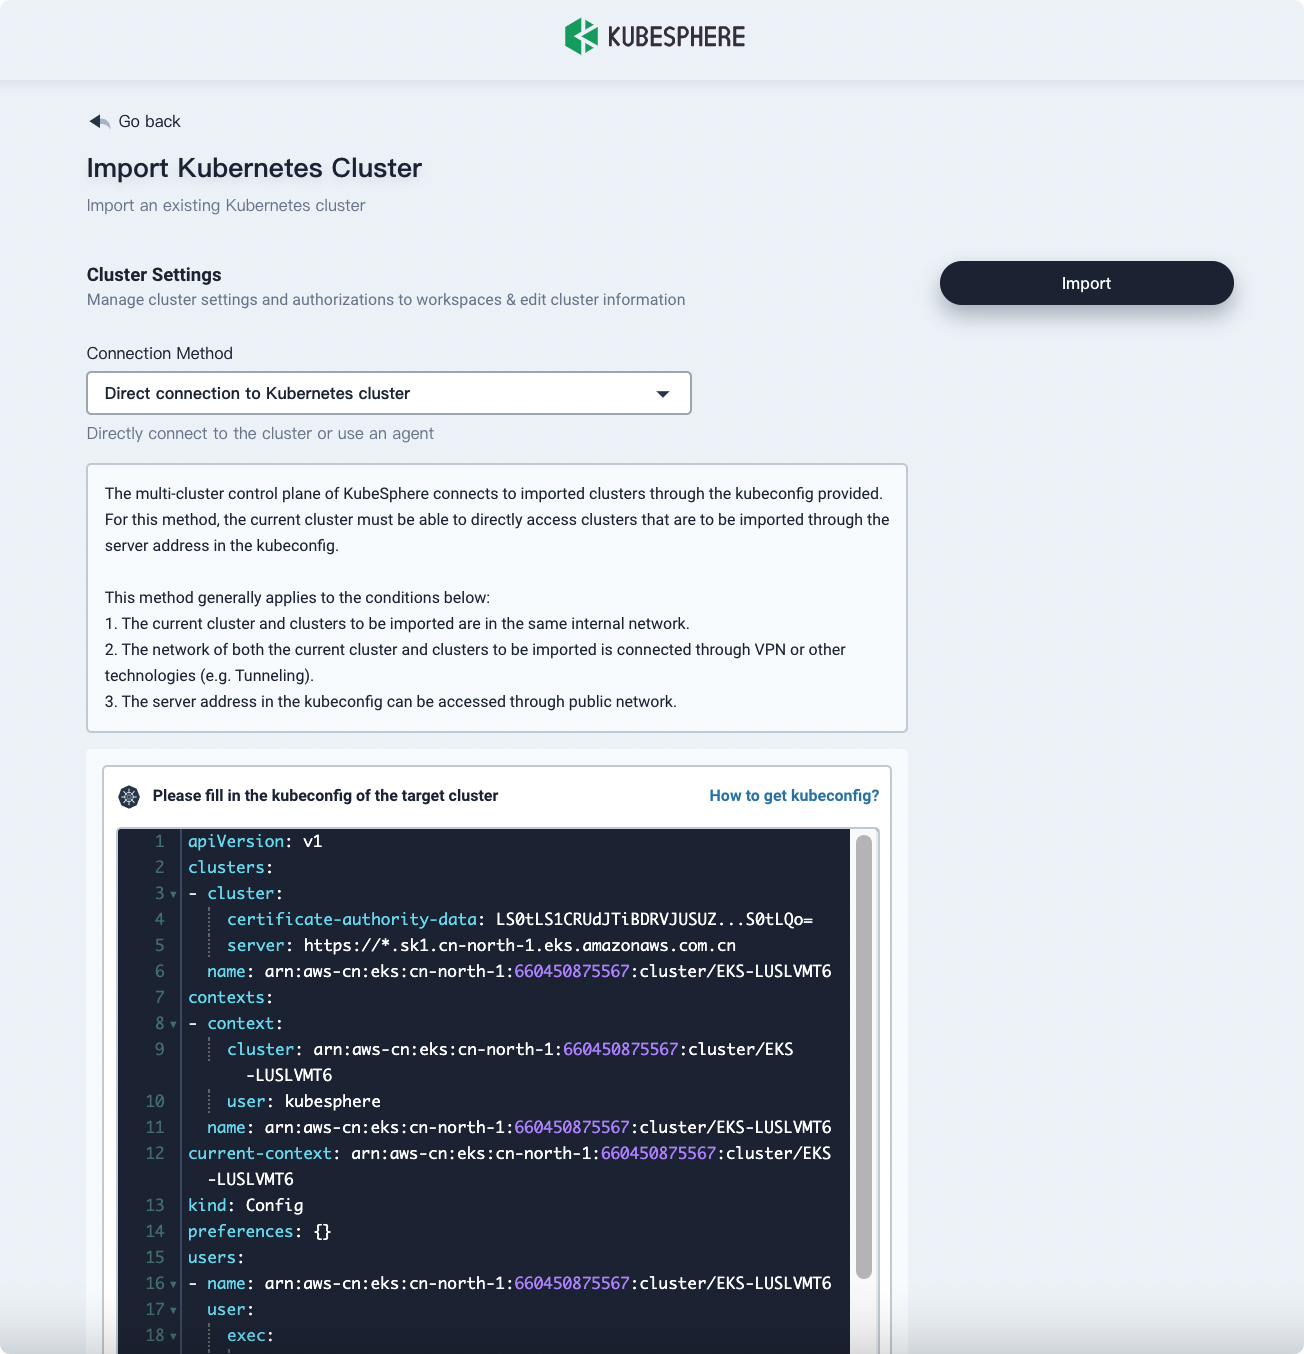 KUBESPHERE
Go back
Import Kubernetes Cluster
Import an existing Kubernetes cluster
Cluster Settings
Manage cluster settings and authorizations to workspaces & edit cluster information
Import
Connection Method
Direct connection to Kubernetes cluster
Directly connect to the cluster or use an agent
The multi-cluster control plane of KubeSphere connects to imported clusters through the kubeconfig provided.
For this method, the current cluster must be able to directly access clusters that are to be imported through the
server address in the kubeconfig.
This method generally applies to the conditions below:
1. The current cluster and clusters to be imported are in the same internal network.
2. The network of both the current cluster and clusters to be imported is connected through VPN or other
technologies (e.g. Tunneling).
3. The server address in the kubeconfig can be accessed through public network.
Please fill in the kubeconfig of the target cluster
How to get kubeconfig?
1 apiVersion: v1
2 clusters:
3 - cluster:
4 certificate-authority-data: LS0tLS1CRUdJTiBDRVJUSUZ...S0tLQo=
5 server: https://*.sk1.cn-north-1.eks.amazonaws.com.cn
6 name: arn:aws-cn:eks:cn-north-1:660450875567:cluster/EKS-LUSLVMT6
7 contexts:
8 - context:
9 cluster: arn:aws-cn:eks:cn-north-1:660450875567:cluster/EKS
-LUSLVMT6
10 user: kubesphere
11 name: arn:aws-cn:eks:cn-north-1:660450875567:cluster/EKS-LUSLVMT6
12 current-context: arn:aws-cn:eks:cn-north-1:660450875567:cluster/EKS
-LUSLVMT6
13 kind: Config
14 preferences: {}
15 users:
16 - name: arn:aws-cn:eks:cn-north-1:660450875567:cluster/EKS-LUSLVMT6
17 user:
18 exec: